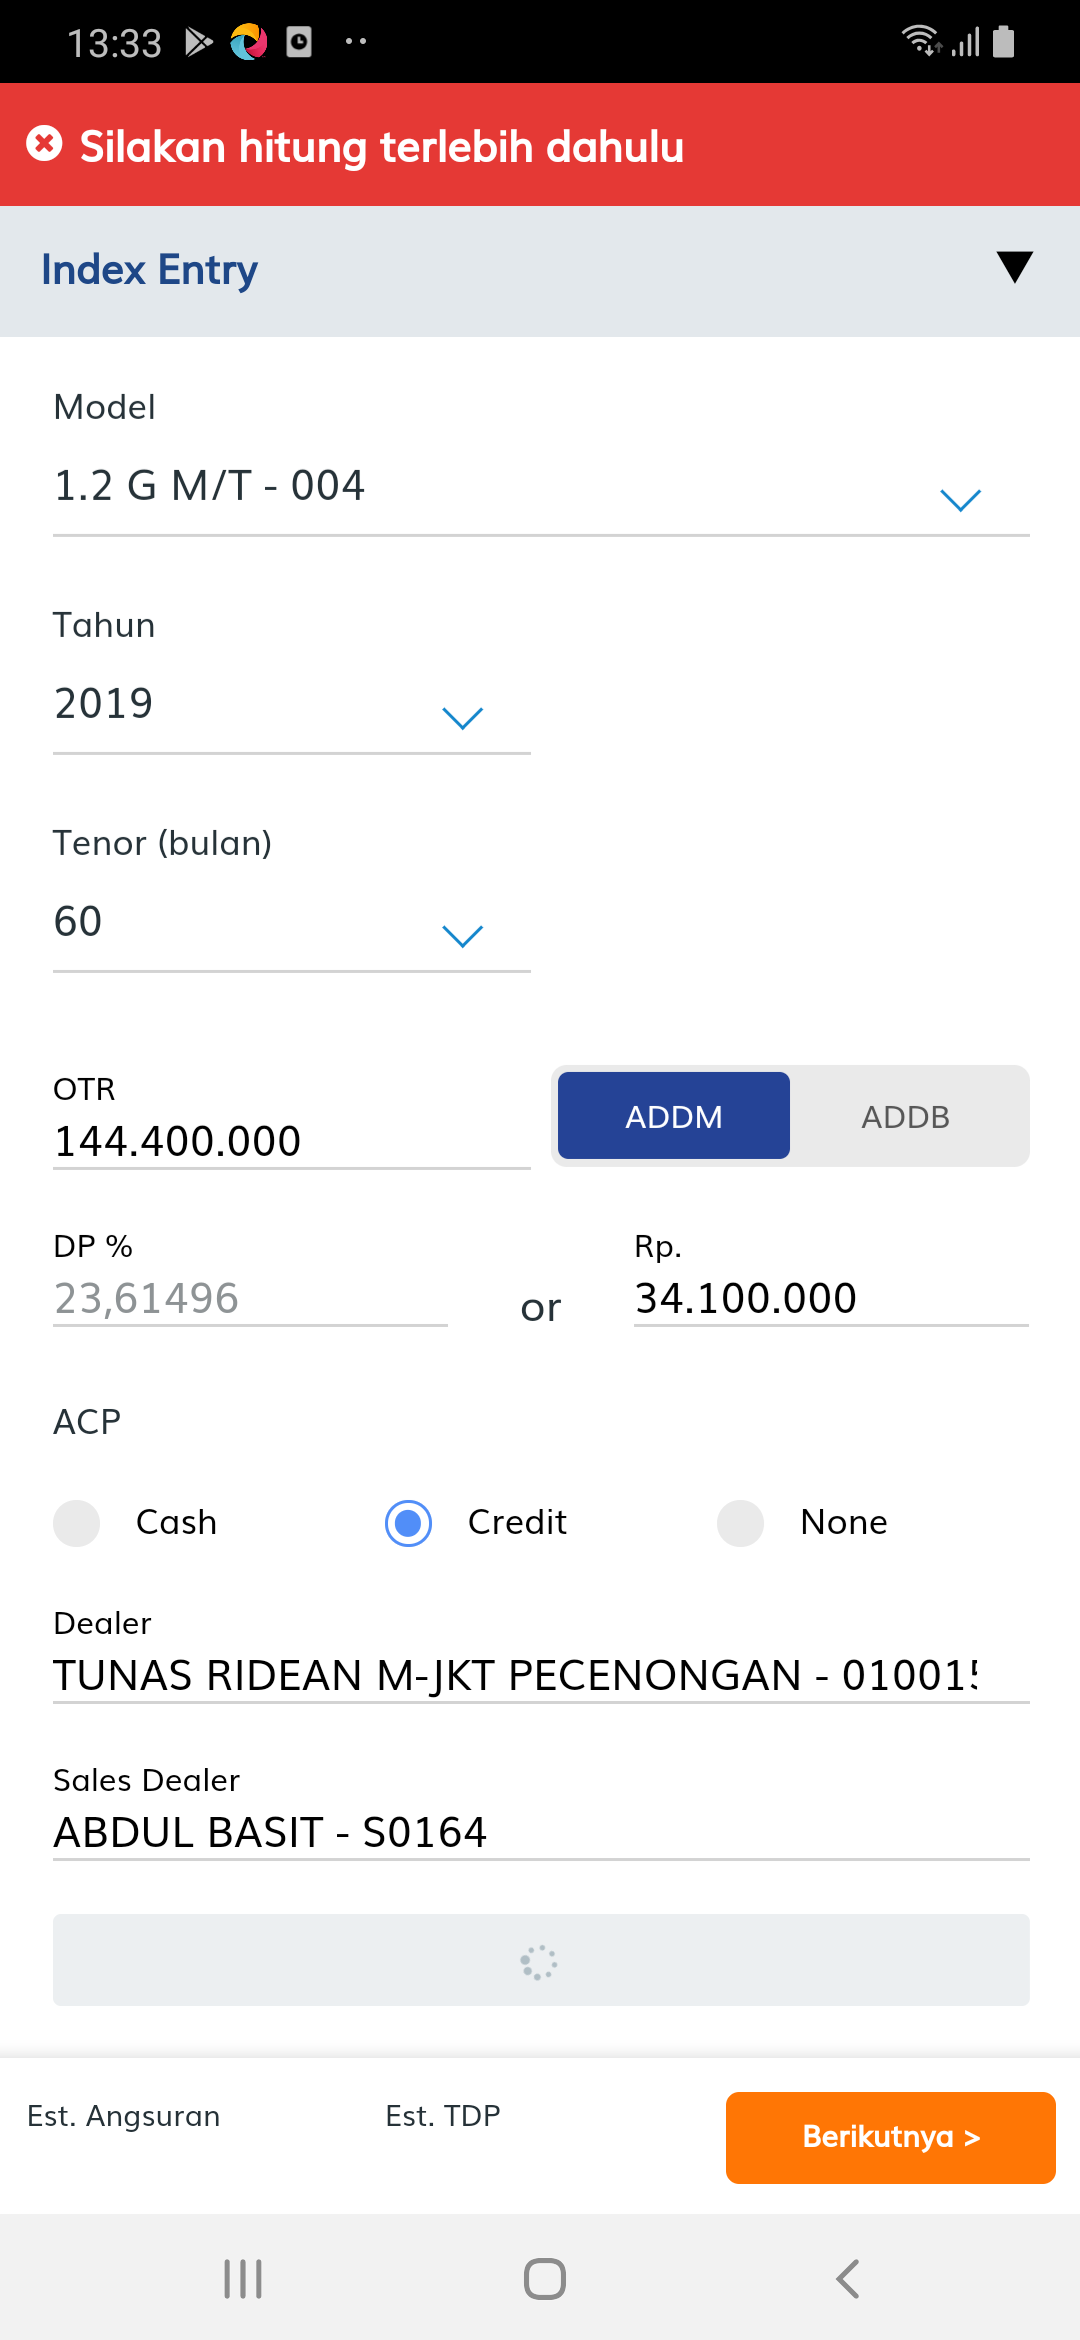 13:33
Silakan hitung terlebih dahulu
Index Entry
Model
1.2 G M/T - 004
Tahun
2019
Tenor (bulan)
60
OTR
144.400.000
ADDM
ADDB
DP %
23,61496
or
Rp.
34.100.000
ACP
Cash
Credit
None
Dealer
TUNAS RIDEAN M-JKT PECENONGAN - 010015
Sales Dealer
ABDUL BASIT - S0164
Est. Angsuran
Est. TDP
Berikutnya >